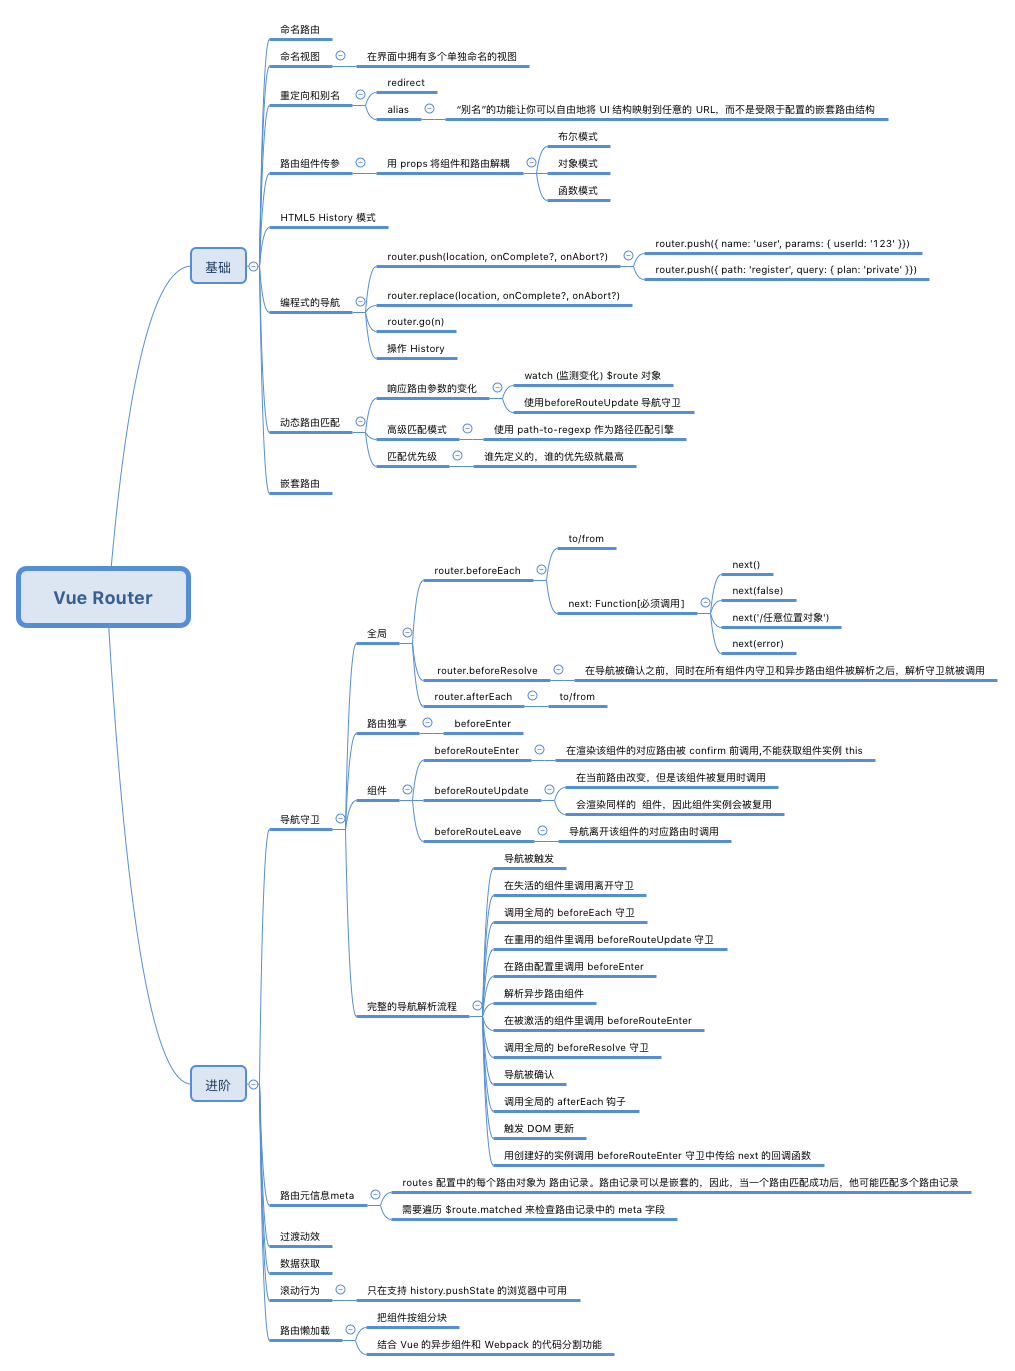 命名路由
命名视图
在界面中拥有多个单独命名的视图
重定向和别名
redirect
alias
“别名”的功能让你可以自由地将 UI 结构映射到任意的 URL，而不是受限于配置的嵌套路由结构
路由组件传参
用 props 将组件和路由解耦
布尔模式
对象模式
函数模式
HTML5 History 模式
基础
编程式的导航
router.push(location, onComplete?, onAbort?)
router.push({ name: 'user', params: { userId: '123' }})
router.push({ path: 'register', query: { plan: 'private' }})
router.replace(location, onComplete?, onAbort?)
router.go(n)
操作 History
动态路由匹配
响应路由参数的变化
watch (监测变化) $route 对象
使用beforeRouteUpdate 导航守卫
高级匹配模式
使用 path-to-regexp 作为路径匹配引擎
匹配优先级
谁先定义的，谁的优先级就最高
嵌套路由
Vue Router
进阶
导航守卫
全局
router.beforeEach
to/from
next: Function[必须调用]
next()
next(false)
next('/任意位置对象')
next(error)
router.beforeResolve
在导航被确认之前，同时在所有组件内守卫和异步路由组件被解析之后，解析守卫就被调用
router.afterEach
to/from
路由独享
beforeEnter
组件
beforeRouteEnter
在渲染该组件的对应路由被 confirm 前调用,不能获取组件实例 this
beforeRouteUpdate
在当前路由改变，但是该组件被复用时调用
会渲染同样的 组件，因此组件实例会被复用
beforeRouteLeave
导航离开该组件的对应路由时调用
完整的导航解析流程
导航被触发
在失活的组件里调用离开守卫
调用全局的 beforeEach 守卫
在重用的组件里调用 beforeRouteUpdate 守卫
在路由配置里调用 beforeEnter
解析异步路由组件
在被激活的组件里调用 beforeRouteEnter
调用全局的 beforeResolve 守卫
导航被确认
调用全局的 afterEach 钩子
触发 DOM 更新
用创建好的实例调用 beforeRouteEnter 守卫中传给 next 的回调函数
路由元信息meta
routes 配置中的每个路由对象为 路由记录。路由记录可以是嵌套的，因此，当一个路由匹配成功后，他可能匹配多个路由记录
需要遍历 $route.matched 来检查路由记录中的 meta 字段
过渡动效
数据获取
滚动行为
只在支持 history.pushState 的浏览器中可用
路由懒加载
把组件按组分块
结合 Vue 的异步组件和 Webpack 的代码分割功能